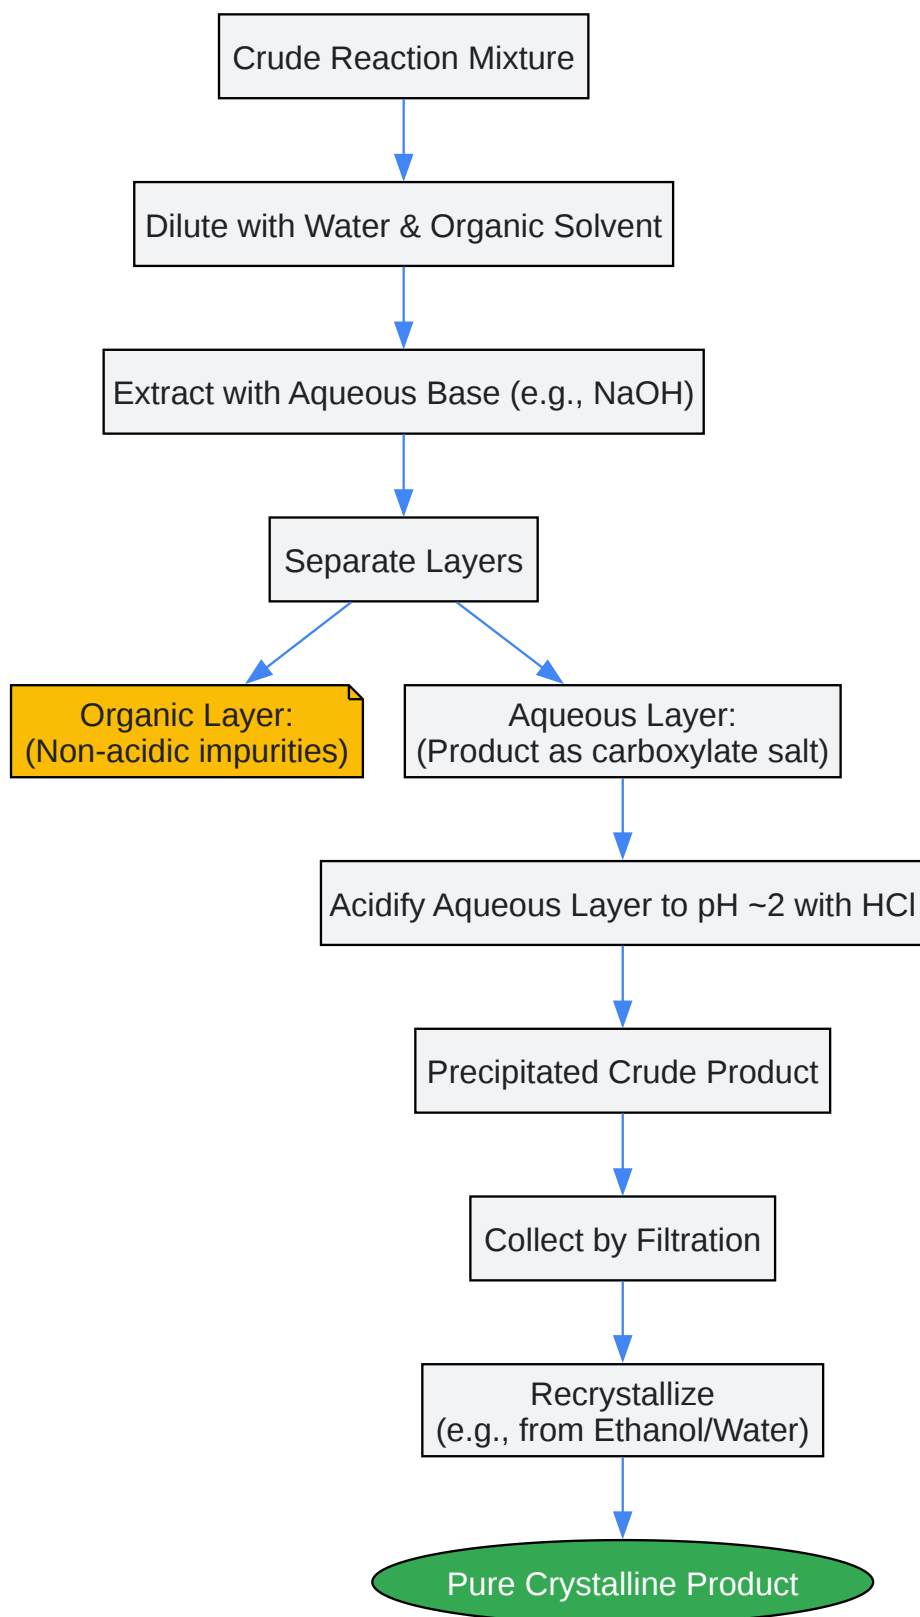 Crude Reaction Mixture
Dilute with Water & Organic Solvent
Extract with Aqueous Base (e.g., NaOH)
Separate Layers
Organic Layer:
(Non-acidic impurities)
Aqueous Layer:
(Product as carboxylate salt)
Acidify Aqueous Layer to pH ~2 with HCl
Precipitated Crude Product
Collect by Filtration
Recrystallize
(e.g., from Ethanol/Water)
Pure Crystalline Product